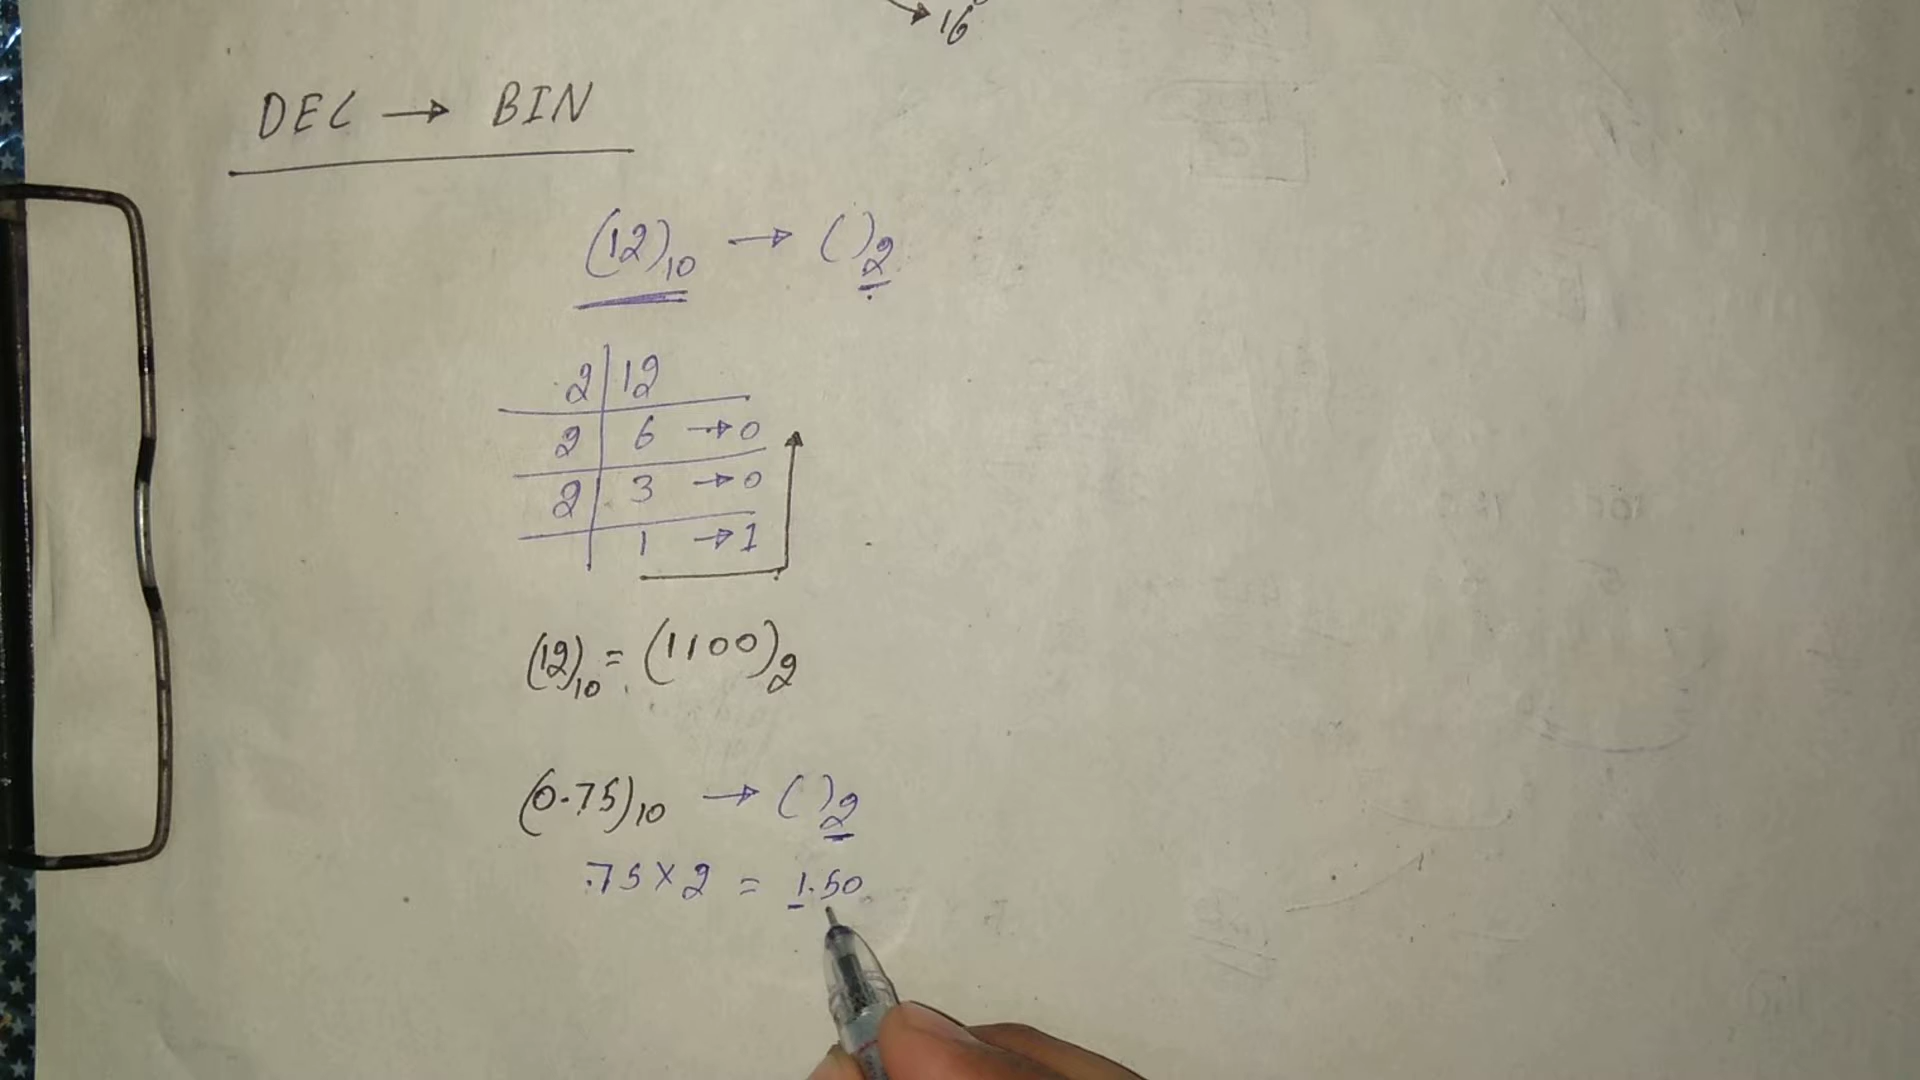 16
DEC → BIN
(12)10 → ( )2
2 12
2 6 → 0
2 3 → 0
1 → 1
(12)10 = (1100)2
(0.75)10 → ( )2
.75 × 2 = 1.50